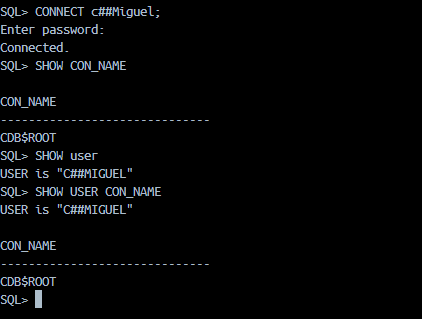 SQL> CONNECT c##Miguel;
Enter password:
Connected.
SQL> SHOW CON_NAME
CON_NAME
------------------------------
CDB$ROOT
SQL> SHOW user
USER is "C##MIGUEL"
SQL> SHOW USER CON_NAME
USER is "C##MIGUEL"
CON_NAME
------------------------------
CDB$ROOT
SQL>